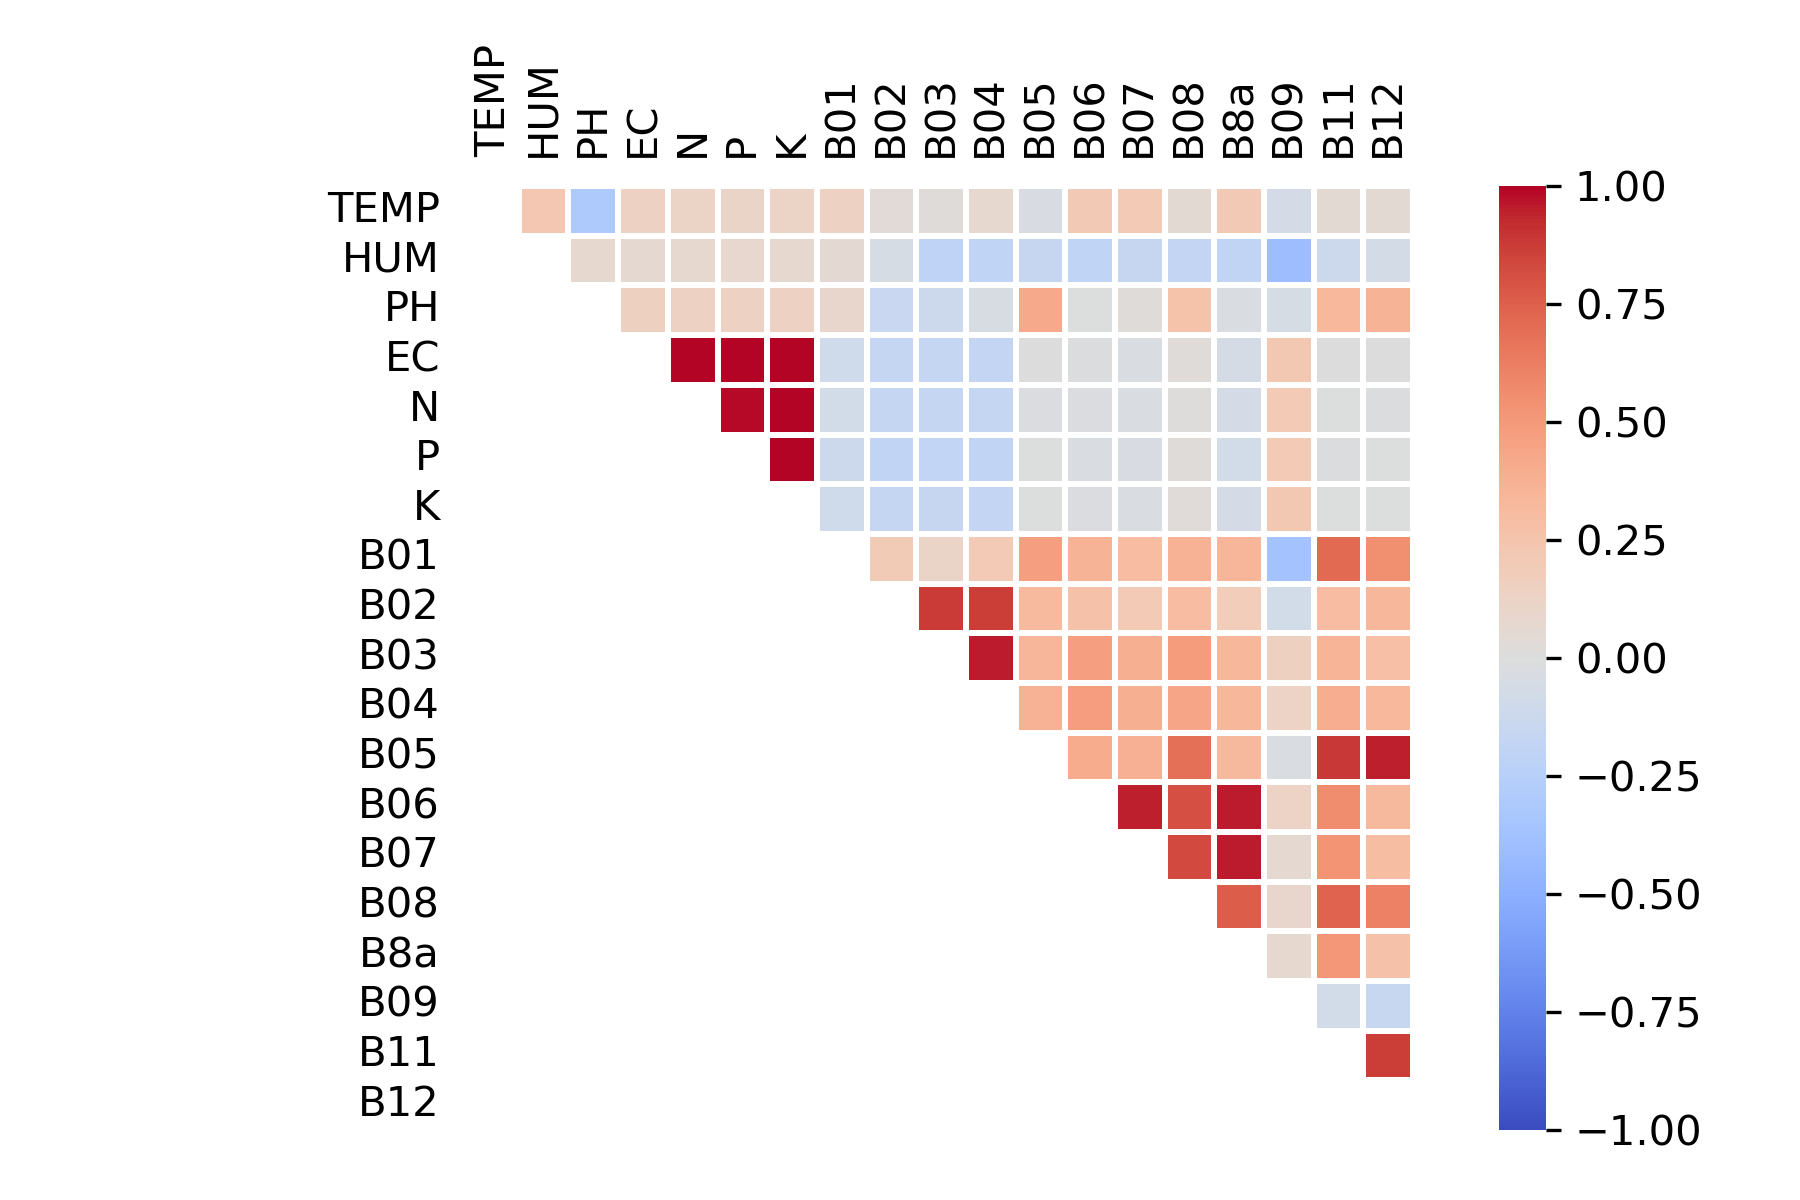 TEMP HUM PH EC N P K B01 B02 B03 B04 B05 B06 B07 B08 B8a B09 B11 B12
TEMP
HUM
PH
EC
N
P
K
B01
B02
B03
B04
B05
B06
B07
B08
B8a
B09
B11
B12
1.00
0.75
0.50
0.25
0.00
−0.25
−0.50
−0.75
−1.00